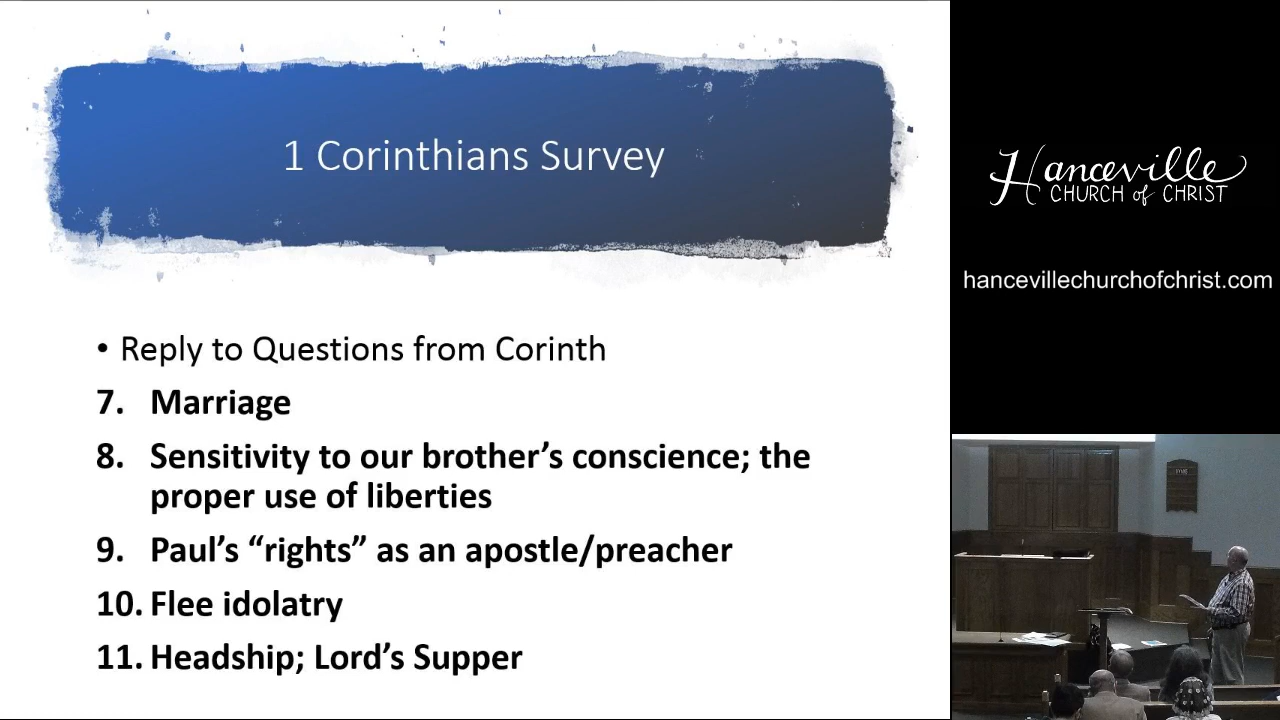 1 Corinthians Survey
• Reply to Questions from Corinth
7. Marriage
8. Sensitivity to our brother’s conscience; the
proper use of liberties
9. Paul’s “rights” as an apostle/preacher
10. Flee idolatry
11. Headship; Lord’s Supper
Hanceville
CHURCH of CHRIST
hancevillechurchofchrist.com